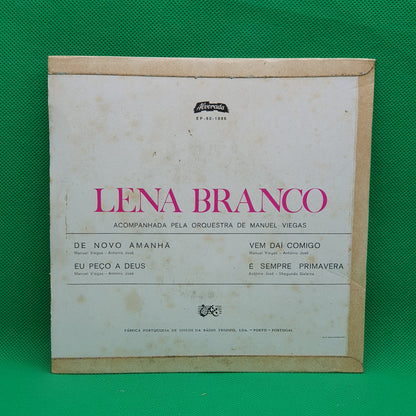 Alvorada
EP-60-1086
LENA BRANCO
ACOMPANHADA PELA ORQUESTRA DE MANUEL VIEGAS
DE NOVO AMANHÃ
Manuel Viegas - António José
EU PEÇO A DEUS
Manuel Viegas - António José
VEM DAÍ COMIGO
Manuel Viegas - António José
É SEMPRE PRIMAVERA
António José - Shegundo Galarza
FÁBRICA PORTUGUESA DE DISCOS DA RÁDIO TRIUNFO, LDA. - PORTO - PORTUGAL